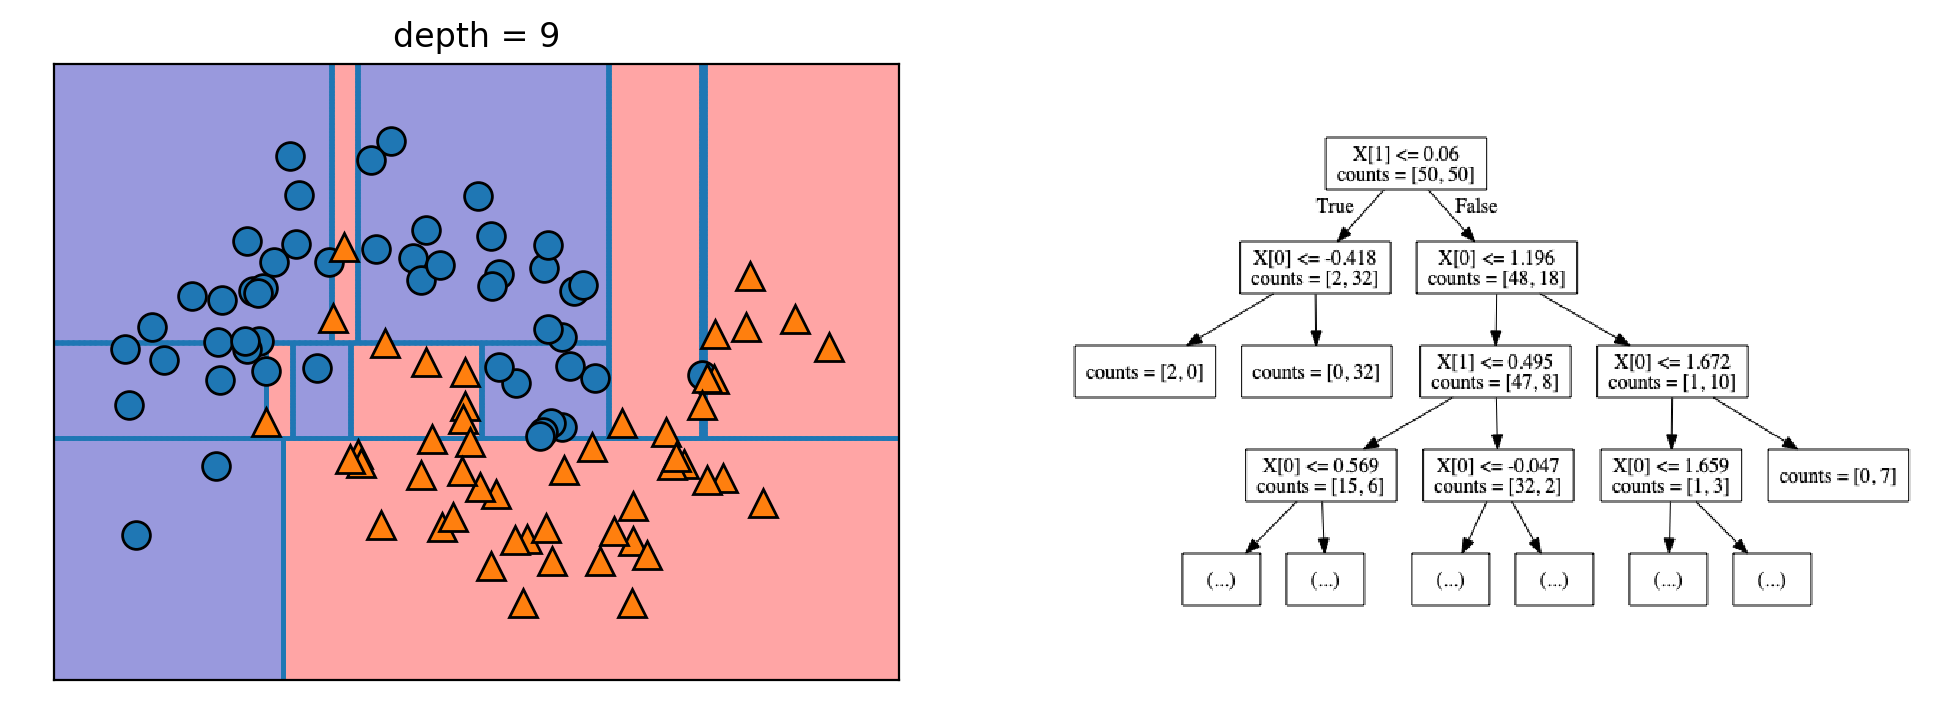 depth = 9
X[1] <= 0.06
counts = [50, 50]
True
False
X[0] <= -0.418
counts = [2, 32]
X[0] <= 1.196
counts = [48, 18]
counts = [2, 0]
counts = [0, 32]
X[1] <= 0.495
counts = [47, 8]
X[0] <= 1.672
counts = [1, 10]
X[0] <= 0.569
counts = [15, 6]
X[0] <= -0.047
counts = [32, 2]
X[0] <= 1.659
counts = [1, 3]
counts = [0, 7]
(...)
(...)
(...)
(...)
(...)
(...)